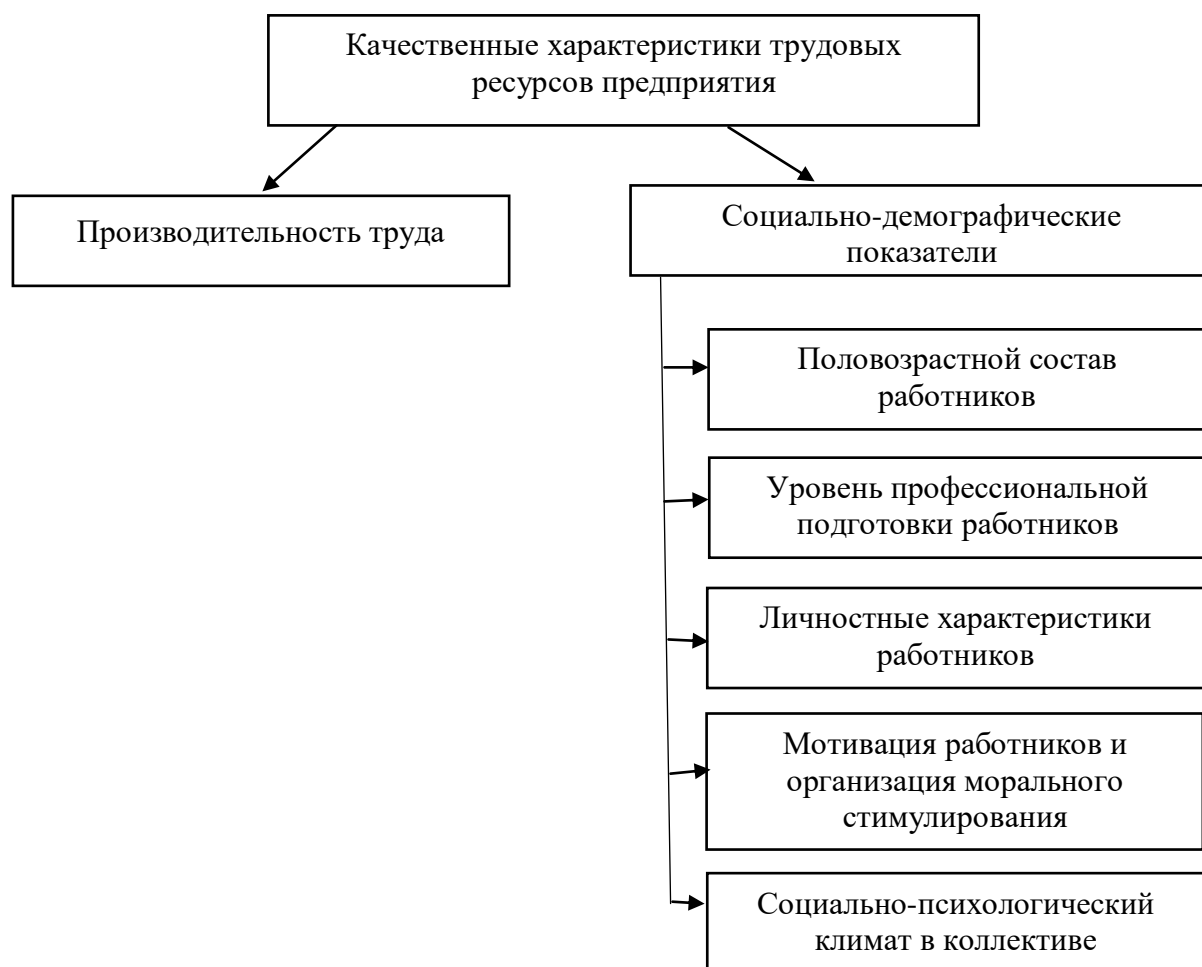 Качественные характеристики трудовых
ресурсов предприятия
Производительность труда
Социально-демографические
показатели
Половозрастной состав
работников
Уровень профессиональной
подготовки работников
Личностные характеристики
работников
Мотивация работников и
организация морального
стимулирования
Социально-психологический
климат в коллективе